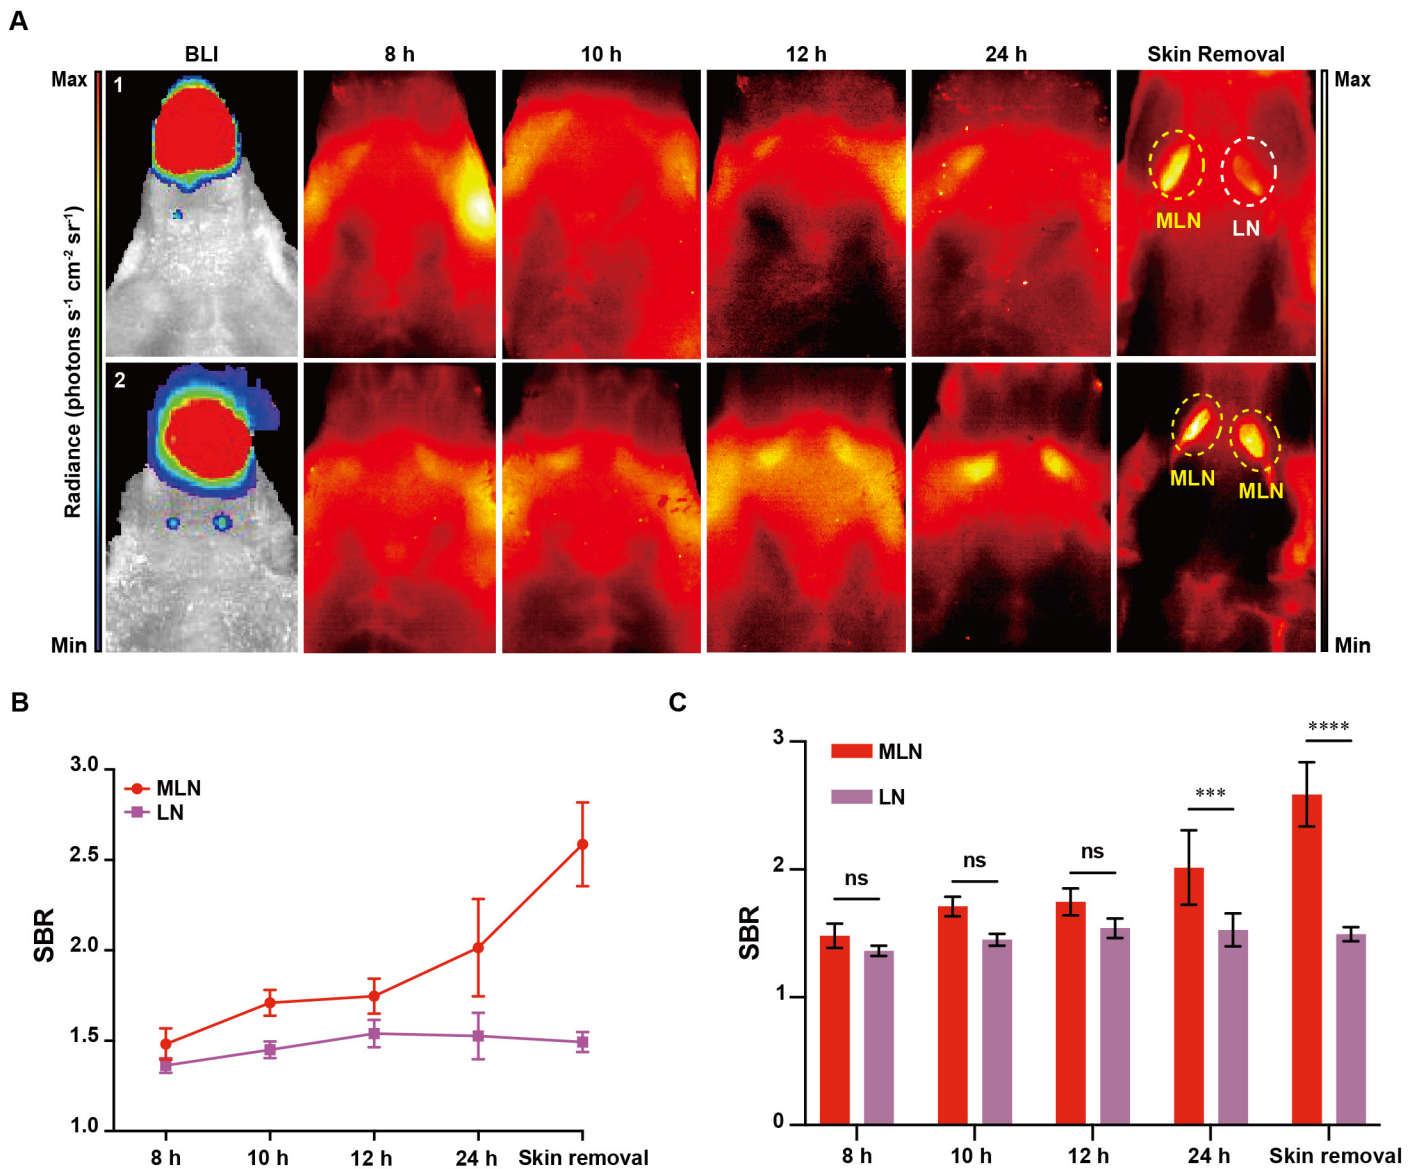 A
BLI 8 h 10 h 12 h 24 h Skin Removal
Max 1 Max
MLN LN
Radiance (photons s-1 cm-2 sr1)
2
MLN MLN
Min Min
B
3.0
MLN
LN
2.5
SBR
2.0
1.5
1.0
8 h 10 h 12 h 24 h Skin removal
C
3
MLN
LN
****
***
ns ns ns
2
SBR
1
0
8 h 10 h 12 h 24 h Skin removal